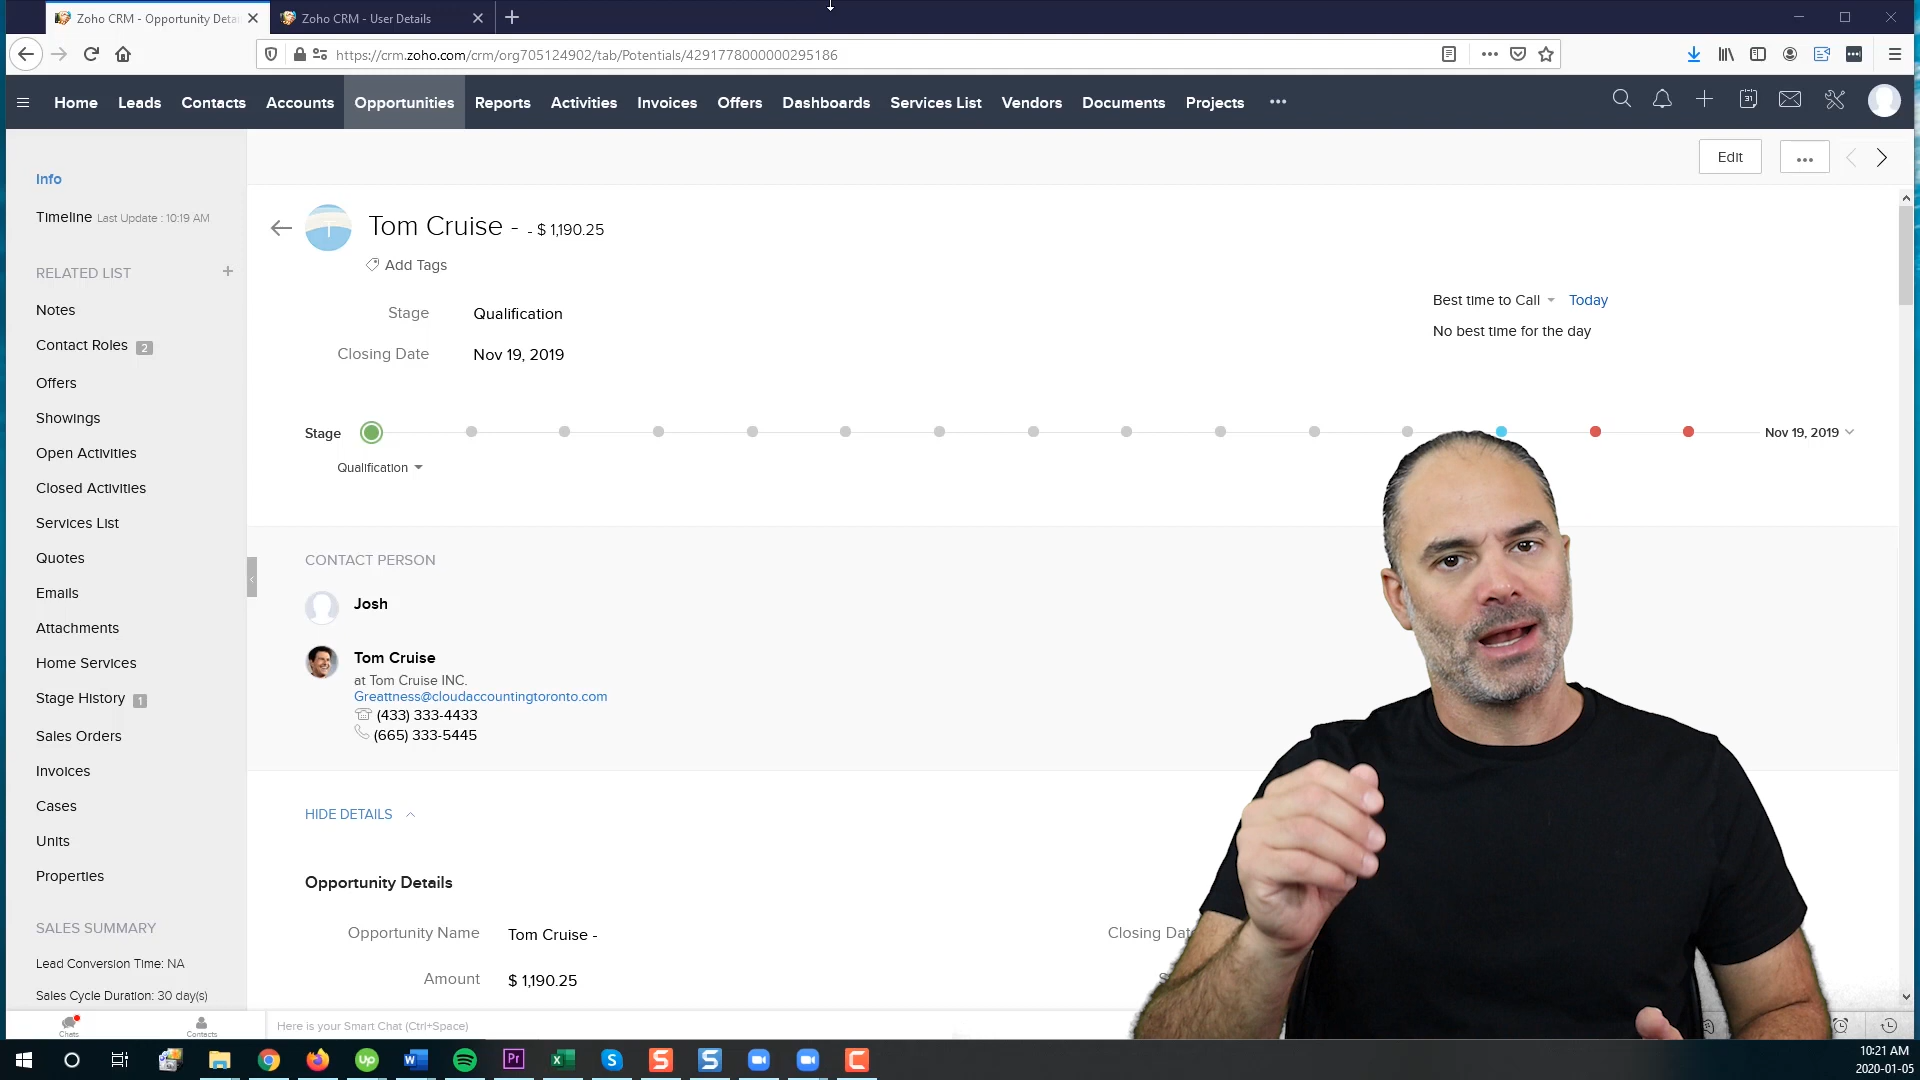 Zoho CRM - Opportunity Deta
Zoho CRM - User Details
https://crm.zoho.com/crm/org705124902/tab/Potentials/4291778000000295186
Home Leads Contacts Accounts Opportunities Reports Activities Invoices Offers Dashboards Services List Vendors Documents Projects
31
Edit
Info
Timeline Last Update : 10:19 AM
RELATED LIST +
Notes
Contact Roles 2
Offers
Showings
Open Activities
Closed Activities
Services List
Quotes
Emails
Attachments
Home Services
Stage History 1
Sales Orders
Invoices
Cases
Units
Properties
SALES SUMMARY
Lead Conversion Time: NA
Sales Cycle Duration: 30 day(s)
T
Tom Cruise - - $ 1,190.25
Add Tags
Stage Qualification
Closing Date Nov 19, 2019
Best time to Call Today
No best time for the day
Stage
Nov 19, 2019
Qualification
CONTACT PERSON
Josh
Tom Cruise
at Tom Cruise INC.
Greattness@cloudaccountingtoronto.com
(433) 333-4433
(665) 333-5445
HIDE DETAILS
Opportunity Details
Opportunity Name Tom Cruise -
Closing Dat
Amount $ 1,190.25
Chats
Contacts
Here is your Smart Chat (Ctrl+Space)
Up
W
Pr
X
S
S
S
C
10:21 AM
2020-01-05